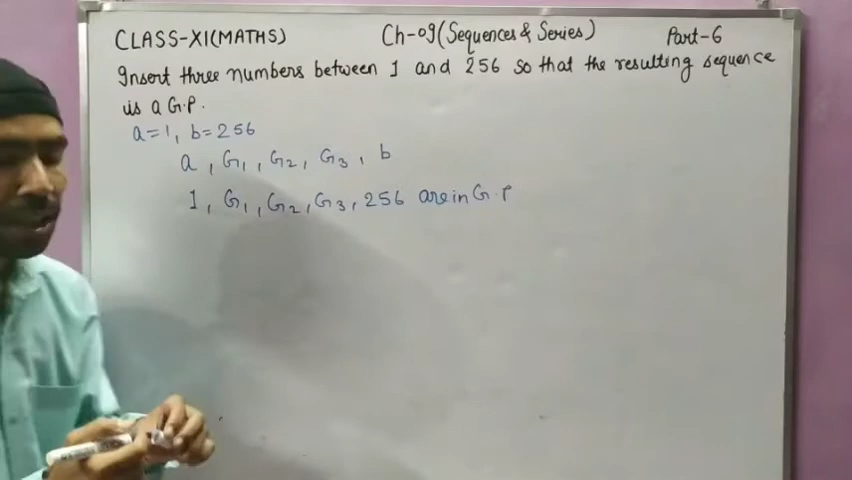 CLASS-XI(MATHS) Ch-09(Sequences & Series) Part-6
Insert three numbers between 1 and 256 so that the resulting sequence
is a G.P.
a=1, b=256
a, G₁, G₂, G₃, b
1, G₁, G₂, G₃, 256 are in G.P